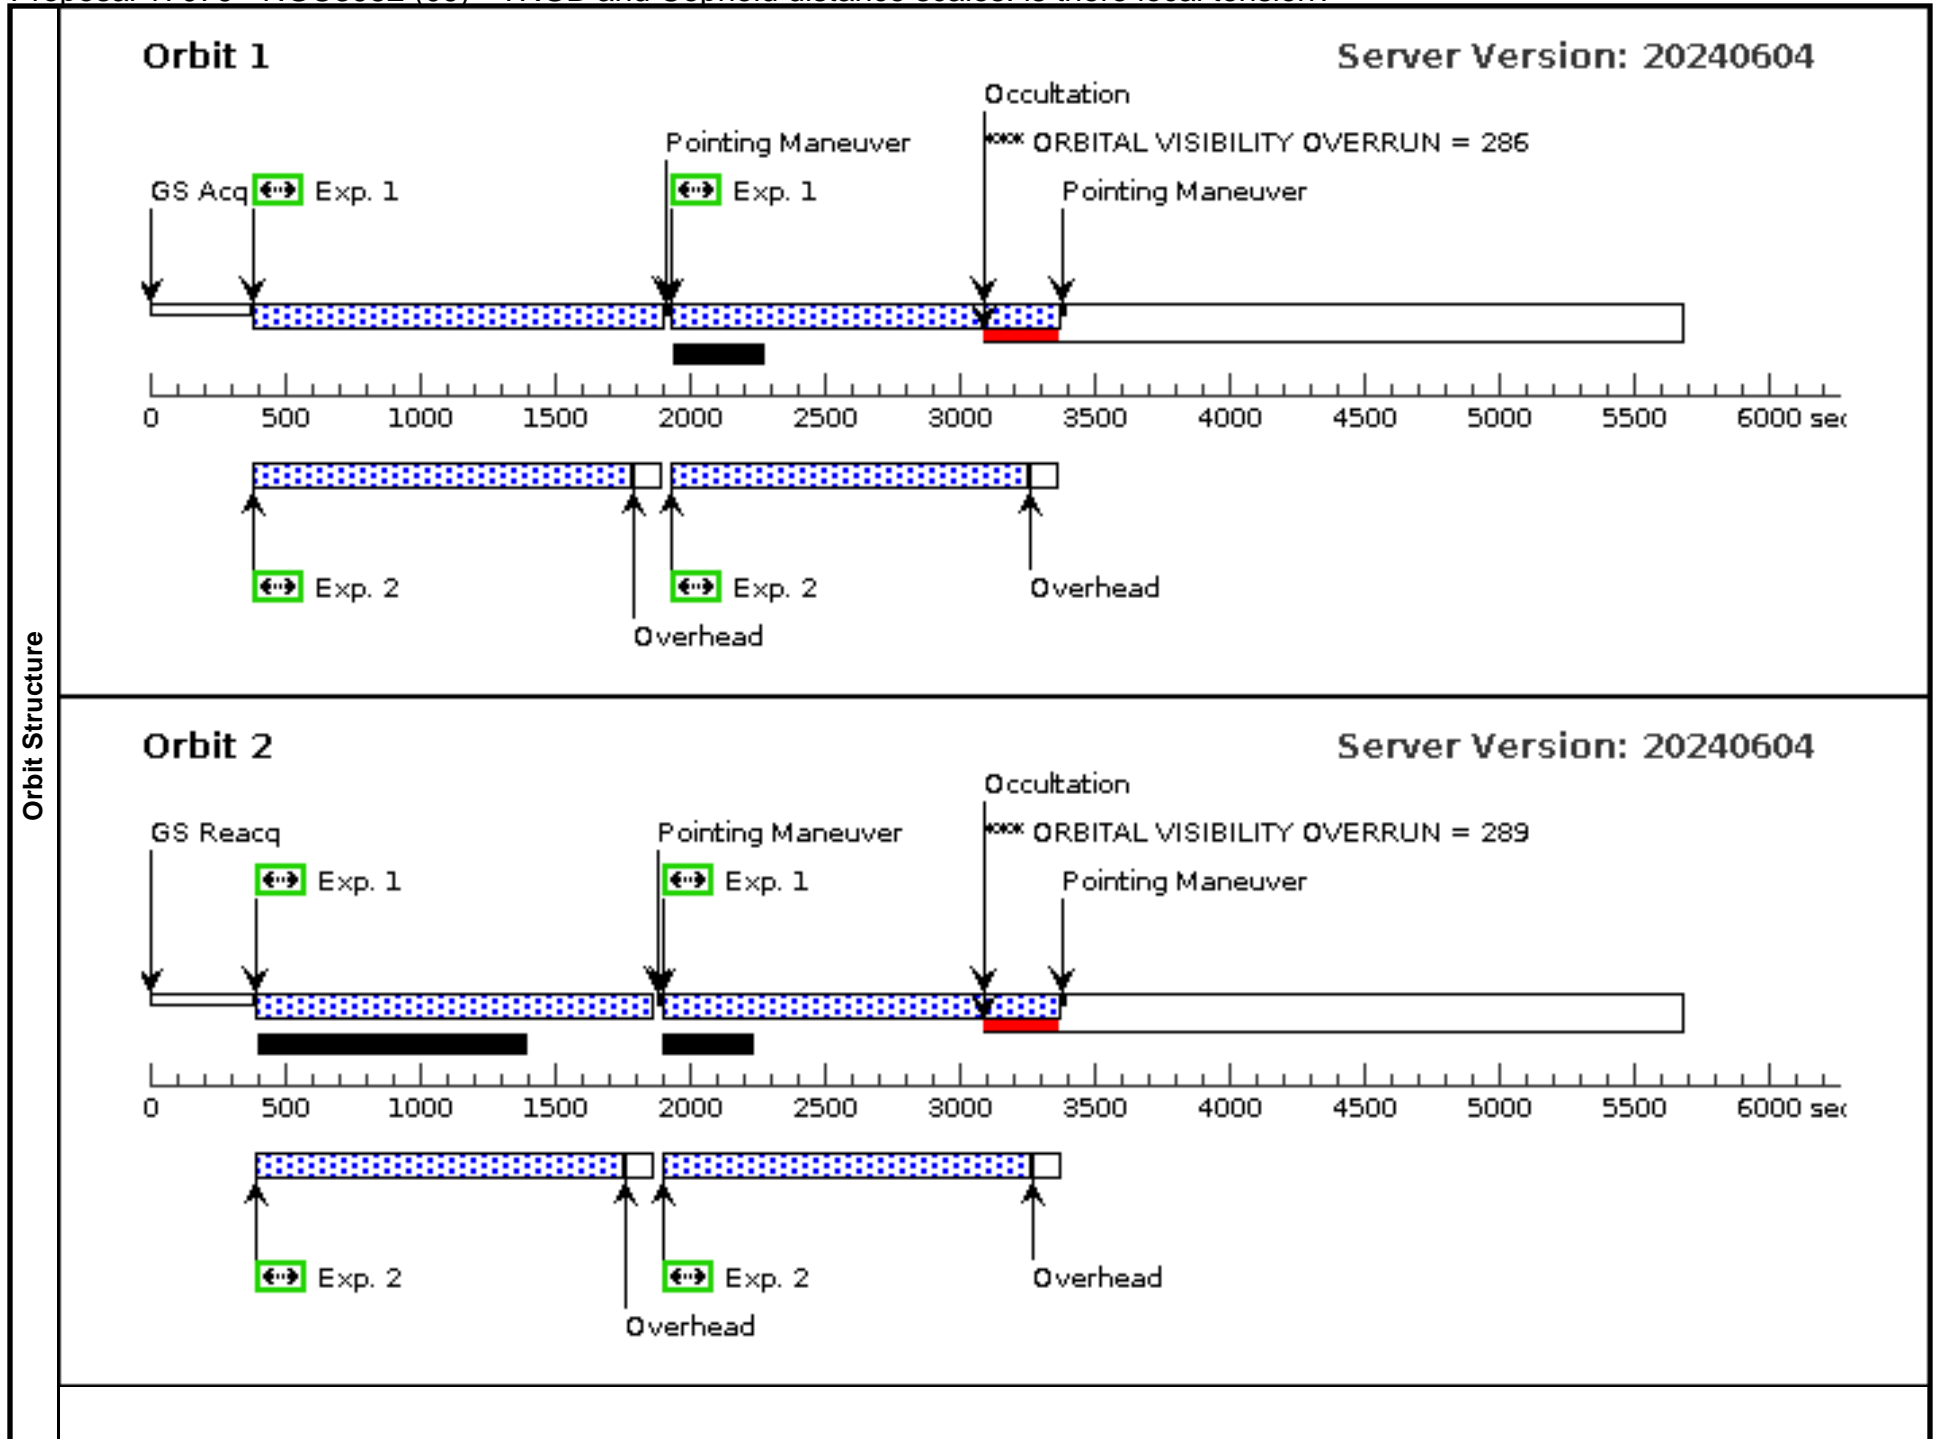 Orbit 1 Server Version: 20240604
Occultation
Pointing Maneuver **** ORBITAL VISIBILITY OVERRUN = 286
GS Acq Exp. 1 Exp. 1 Pointing Maneuver
0 500 1000 1500 2000 2500 3000 3500 4000 4500 5000 5500 6000 sec
Exp. 2 Exp. 2 Overhead
Overhead
Orbit Structure
Orbit 2 Server Version: 20240604
Occultation
GS Reacq Pointing Maneuver **** ORBITAL VISIBILITY OVERRUN = 289
Exp. 1 Exp. 1 Pointing Maneuver
0 500 1000 1500 2000 2500 3000 3500 4000 4500 5000 5500 6000 sec
Exp. 2 Exp. 2 Overhead
Overhead